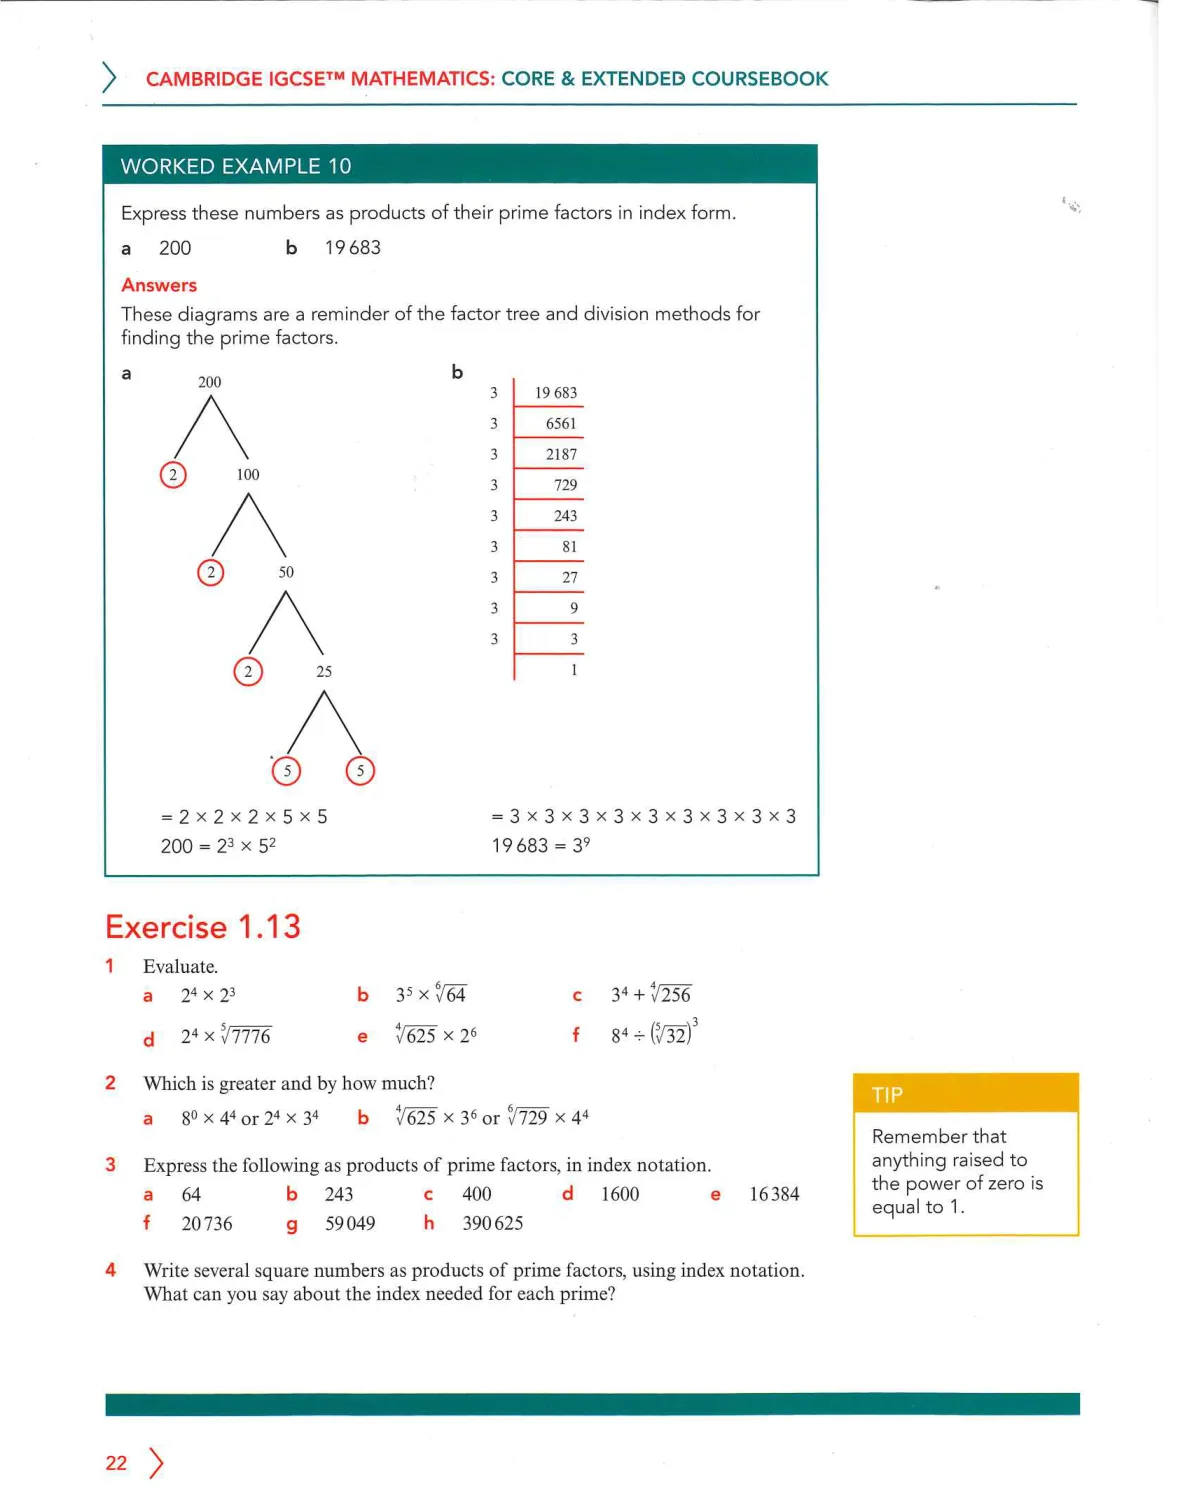 CAMBRIDGE IGCSE™ MATHEMATICS: CORE & EXTENDED COURSEBOOK
WORKED EXAMPLE 10
Express these numbers as products of their prime factors in index form.
a 200 b 19 683
Answers
These diagrams are a reminder of the factor tree and division methods for
finding the prime factors.
a
200
2 100
2 50
2 25
5 5
= 2 × 2 × 2 × 5 × 5
200 = 2³ × 5²
b
3 19 683
3 6561
3 2187
3 729
3 243
3 81
3 27
3 9
3 3
1
= 3 × 3 × 3 × 3 × 3 × 3 × 3 × 3 × 3
19 683 = 3⁹
Exercise 1.13
1 Evaluate.
a 2⁴ × 2³ b 3⁵ × ⁶√64 c 3⁴ + ⁴√256
d 2⁴ × ⁵√7776 e ⁴√625 × 2⁶ f 8⁴ ÷ (⁵√32)³
2 Which is greater and by how much?
a 8⁰ × 4⁴ or 2⁴ × 3⁴ b ⁴√625 × 3⁶ or ⁶√729 × 4⁴
3 Express the following as products of prime factors, in index notation.
a 64 b 243 c 400 d 1600 e 16 384
f 20 736 g 59 049 h 390 625
4 Write several square numbers as products of prime factors, using index notation.
What can you say about the index needed for each prime?
TIP
Remember that
anything raised to
the power of zero is
equal to 1.
22